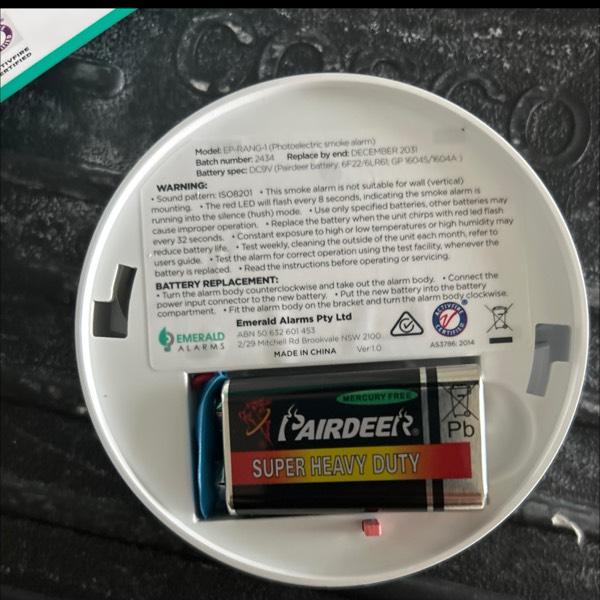 TIVFIRE
ERTIFIED
Model: EP-RANG-1 (Photoelectric smoke alarm)
Batch number: 2434 Replace by end: DECEMBER 2031
Battery spec: DC9V (Pairdeer battery, 6F22/6LR61; GP 1604S/1604A)
WARNING:
• Sound pattern: ISO8201 • This smoke alarm is not suitable for wall (vertical)
mounting. • The red LED will flash every 8 seconds, indicating the smoke alarm is
running into the silence (hush) mode. • Use only specified batteries, other batteries may
cause improper operation. • Replace the battery when the unit chirps with red led flash
every 32 seconds. • Constant exposure to high or low temperatures or high humidity may
reduce battery life. • Test weekly, cleaning the outside of the unit each month, refer to
users guide. • Test the alarm for correct operation using the test facility, whenever the
battery is replaced. • Read the instructions before operating or servicing.
BATTERY REPLACEMENT:
• Turn the alarm body counterclockwise and take out the alarm body. • Connect the
power input connector to the new battery. • Put the new battery into the battery
compartment. • Fit the alarm body on the bracket and turn the alarm body clockwise.
EMERALD
ALARMS
Emerald Alarms Pty Ltd
ABN 50 632 601 453
2/29 Mitchell Rd Brookvale NSW 2100
MADE IN CHINA Ver1.0
ACTIVFIRE
CERTIFIED
AS3786: 2014
MERCURY FREE
PAIRDEER
SUPER HEAVY DUTY
Pb